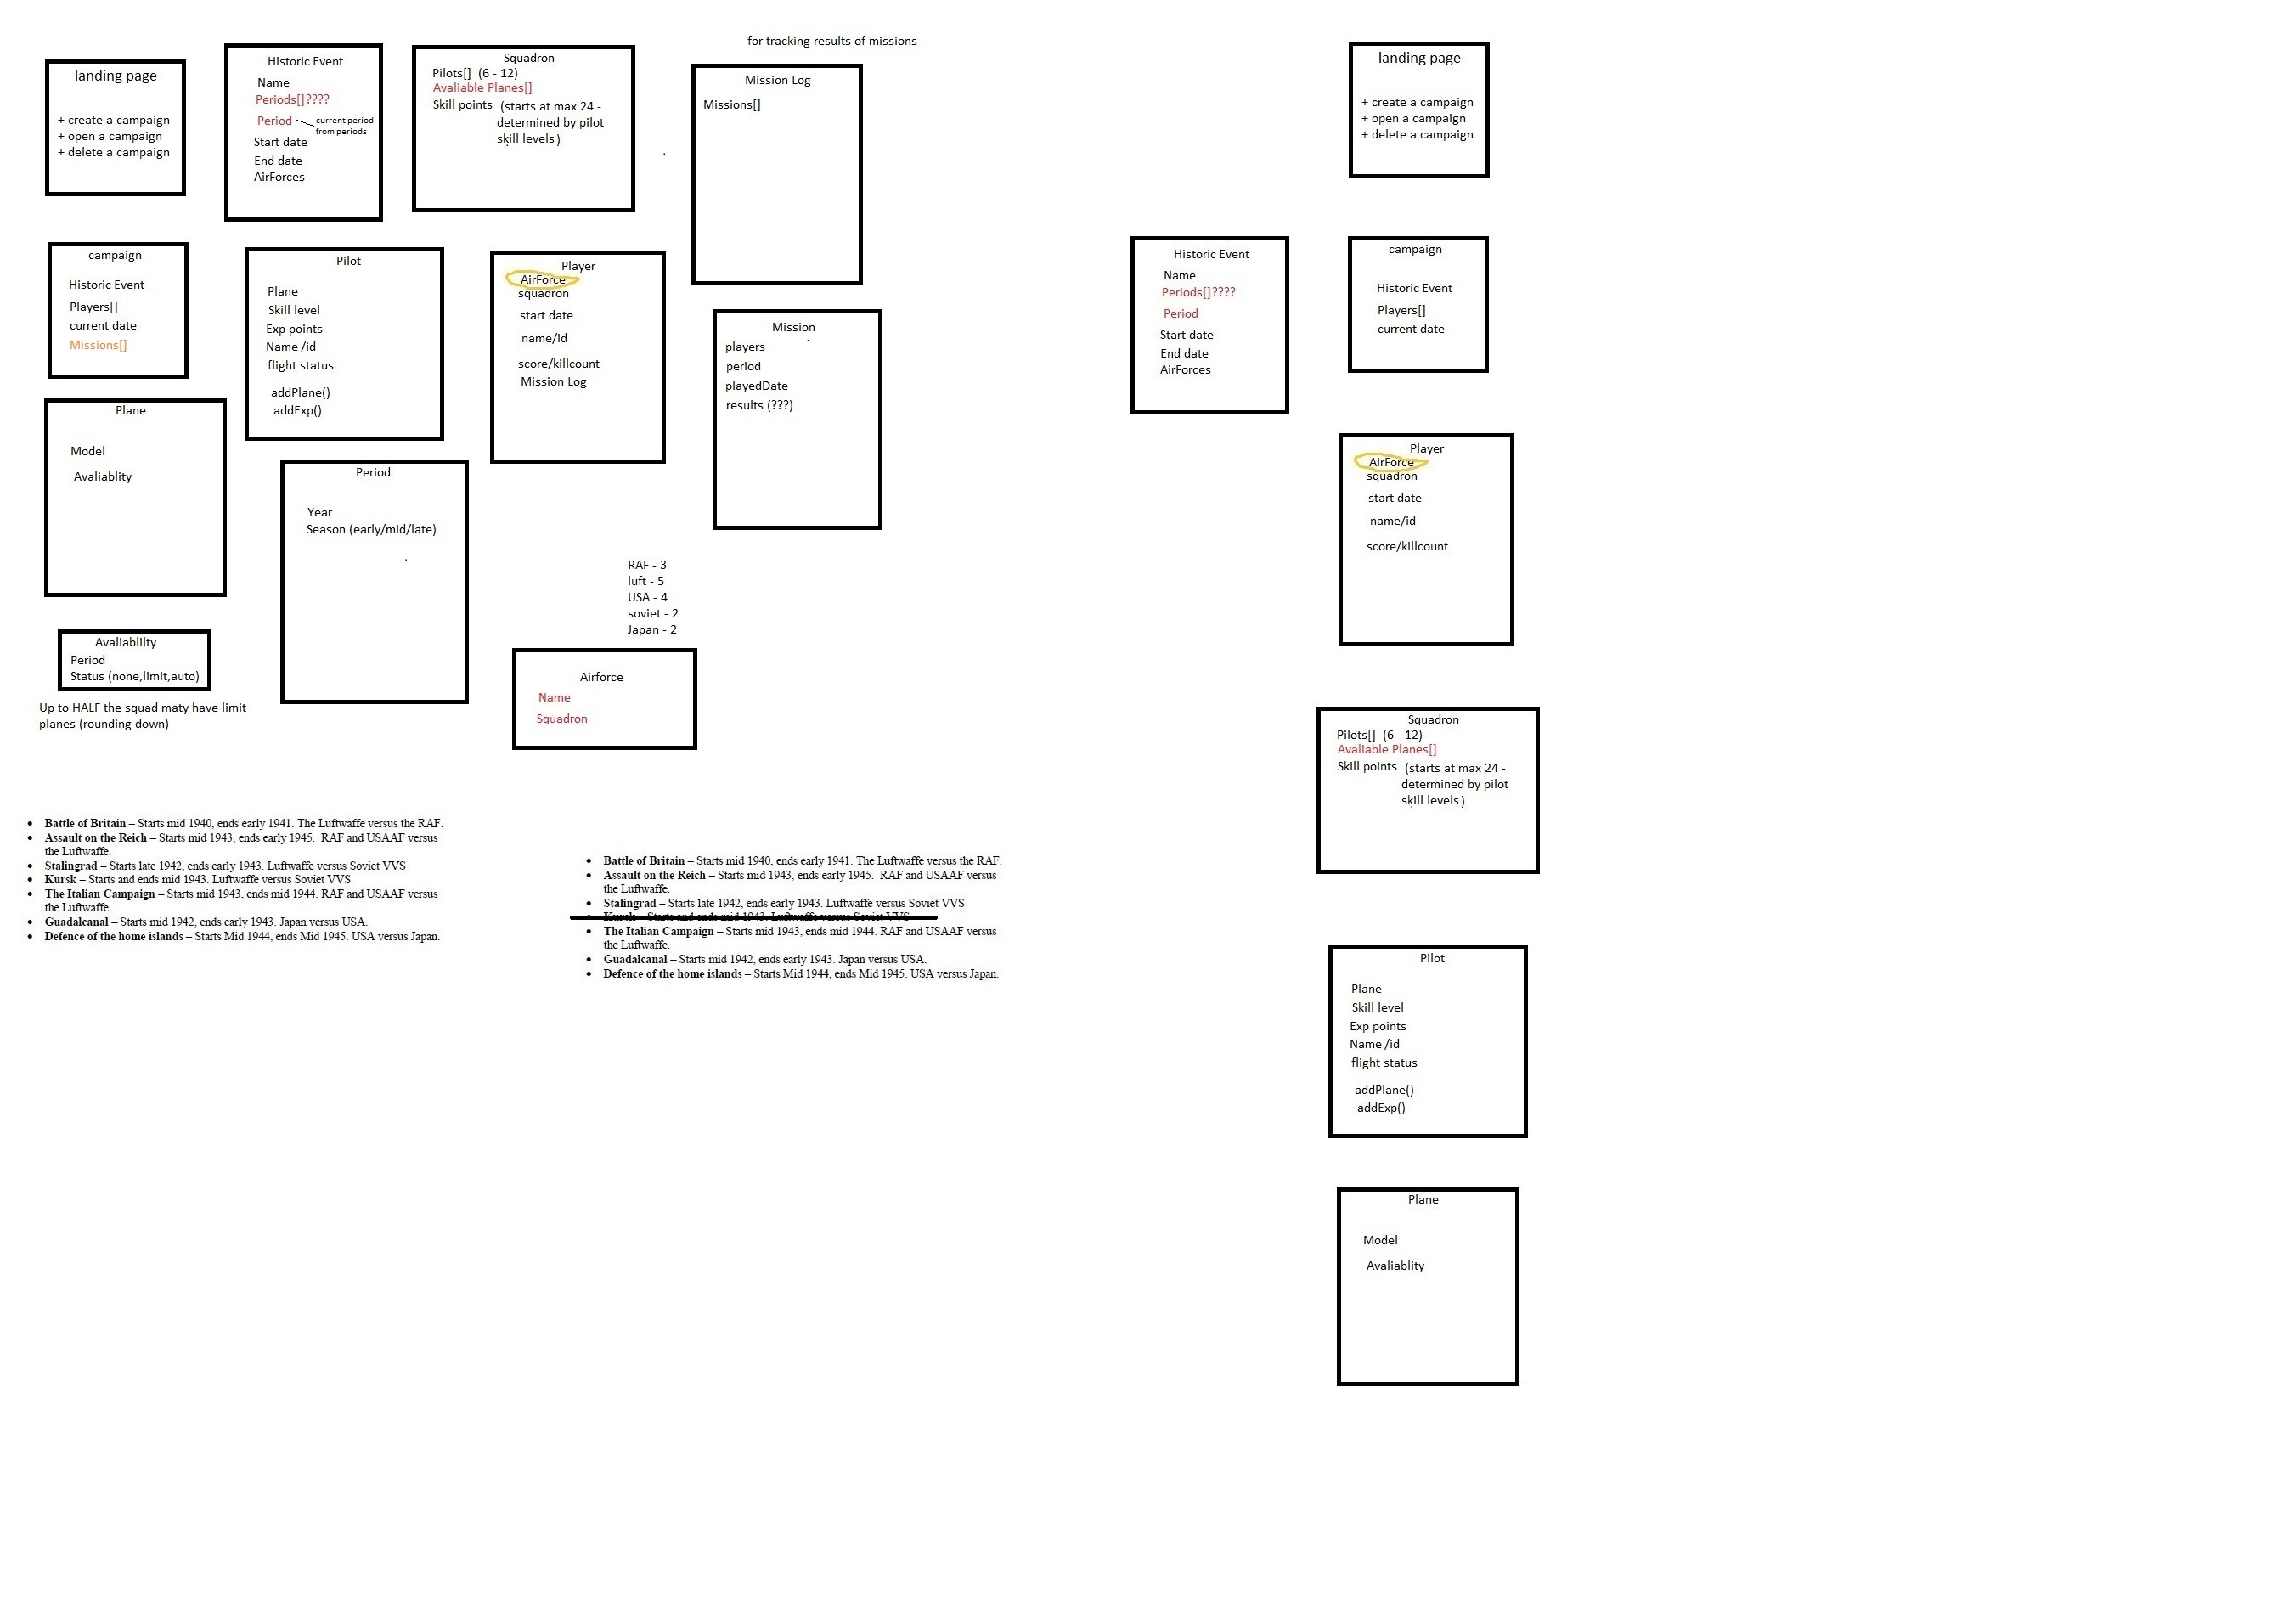 for tracking results of missions
landing page
+ create a campaign
+ open a campaign
+ delete a campaign
Historic Event
Name
Periods[]????
Period
current period
from periods
Start date
End date
AirForces
Squadron
Pilots[] (6 - 12)
Avaliable Planes[]
Skill points (starts at max 24 -
determined by pilot
skill levels)
Mission Log
Missions[]
campaign
Historic Event
Players[]
current date
Missions[]
Pilot
Plane
Skill level
Exp points
Name /id
flight status
addPlane()
addExp()
Player
AirForce
squadron
start date
name/id
score/killcount
Mission Log
Mission
players
period
playedDate
results (???)
Plane
Model
Avaliablity
Period
Year
Season (early/mid/late)
RAF - 3
luft - 5
USA - 4
soviet - 2
Japan - 2
Avaliablilty
Period
Status (none,limit,auto)
Up to HALF the squad maty have limit
planes (rounding down)
Airforce
Name
Squadron
• Battle of Britain – Starts mid 1940, ends early 1941. The Luftwaffe versus the RAF.
• Assault on the Reich – Starts mid 1943, ends early 1945. RAF and USAAF versus
the Luftwaffe.
• Stalingrad – Starts late 1942, ends early 1943. Luftwaffe versus Soviet VVS
• Kursk – Starts and ends mid 1943. Luftwaffe versus Soviet VVS
• The Italian Campaign – Starts mid 1943, ends mid 1944. RAF and USAAF versus
the Luftwaffe.
• Guadalcanal – Starts mid 1942, ends early 1943. Japan versus USA.
• Defence of the home islands – Starts Mid 1944, ends Mid 1945. USA versus Japan.
• Battle of Britain – Starts mid 1940, ends early 1941. The Luftwaffe versus the RAF.
• Assault on the Reich – Starts mid 1943, ends early 1945. RAF and USAAF versus
the Luftwaffe.
• Stalingrad – Starts late 1942, ends early 1943. Luftwaffe versus Soviet VVS
• Kursk – Starts and ends mid 1943. Luftwaffe versus Soviet VVS
• The Italian Campaign – Starts mid 1943, ends mid 1944. RAF and USAAF versus
the Luftwaffe.
• Guadalcanal – Starts mid 1942, ends early 1943. Japan versus USA.
• Defence of the home islands – Starts Mid 1944, ends Mid 1945. USA versus Japan.
landing page
+ create a campaign
+ open a campaign
+ delete a campaign
Historic Event
Name
Periods[]????
Period
Start date
End date
AirForces
campaign
Historic Event
Players[]
current date
Player
AirForce
squadron
start date
name/id
score/killcount
Squadron
Pilots[] (6 - 12)
Avaliable Planes[]
Skill points (starts at max 24 -
determined by pilot
skill levels)
Pilot
Plane
Skill level
Exp points
Name /id
flight status
addPlane()
addExp()
Plane
Model
Avaliablity